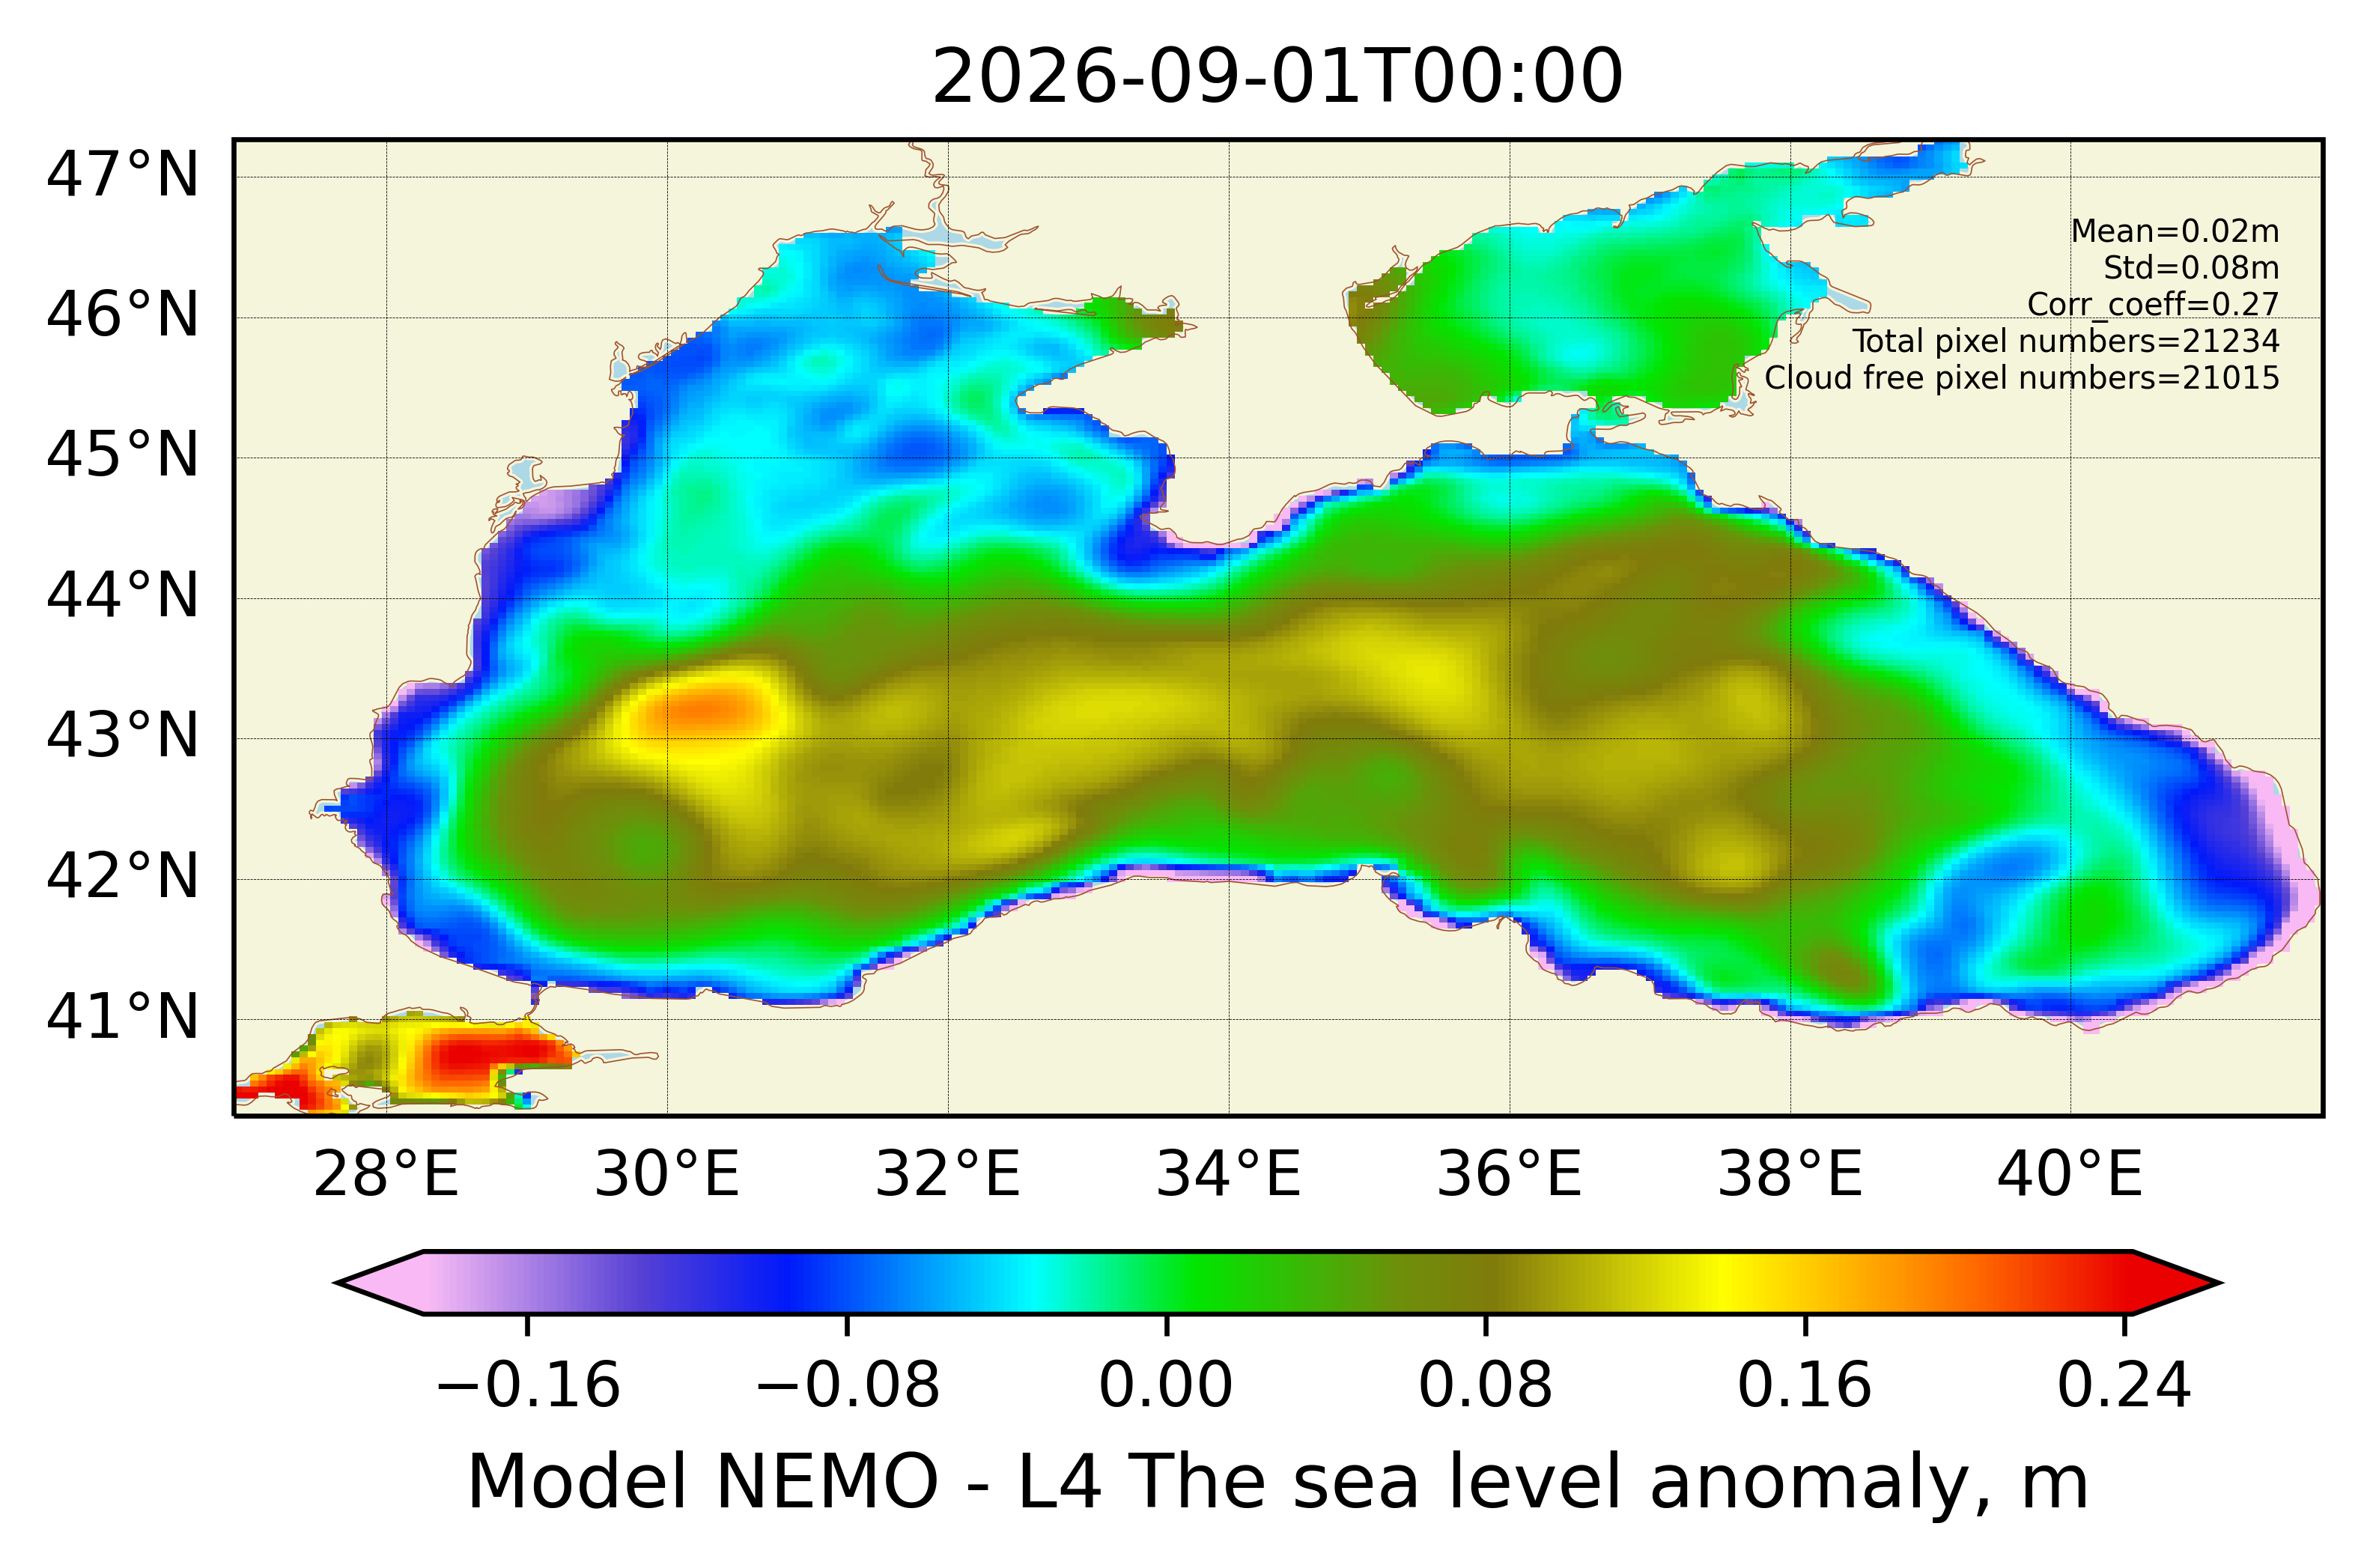 2026-09-01T00:00
47°N
46°N
45°N
44°N
43°N
42°N
41°N
Mean=0.02m
Std=0.08m
Corr_coeff=0.27
Total pixel numbers=21234
Cloud free pixel numbers=21015
28°E 30°E 32°E 34°E 36°E 38°E 40°E
−0.16 −0.08 0.00 0.08 0.16 0.24
Model NEMO - L4 The sea level anomaly, m